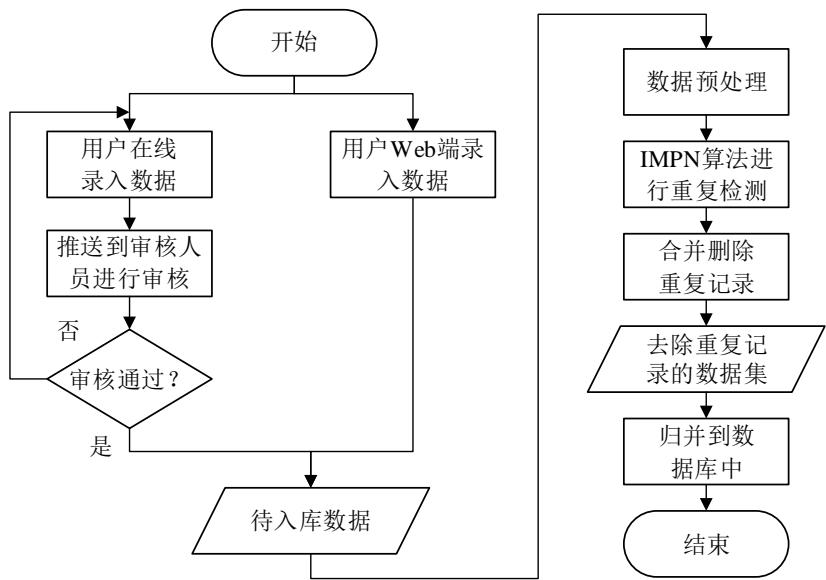 开始
用户在线
录入数据
用户Web端录
入数据
推送到审核人
员进行审核
否
审核通过？
是
待入库数据
数据预处理
IMPN算法进
行重复检测
合并删除
重复记录
去除重复记
录的数据集
归并到数
据库中
结束